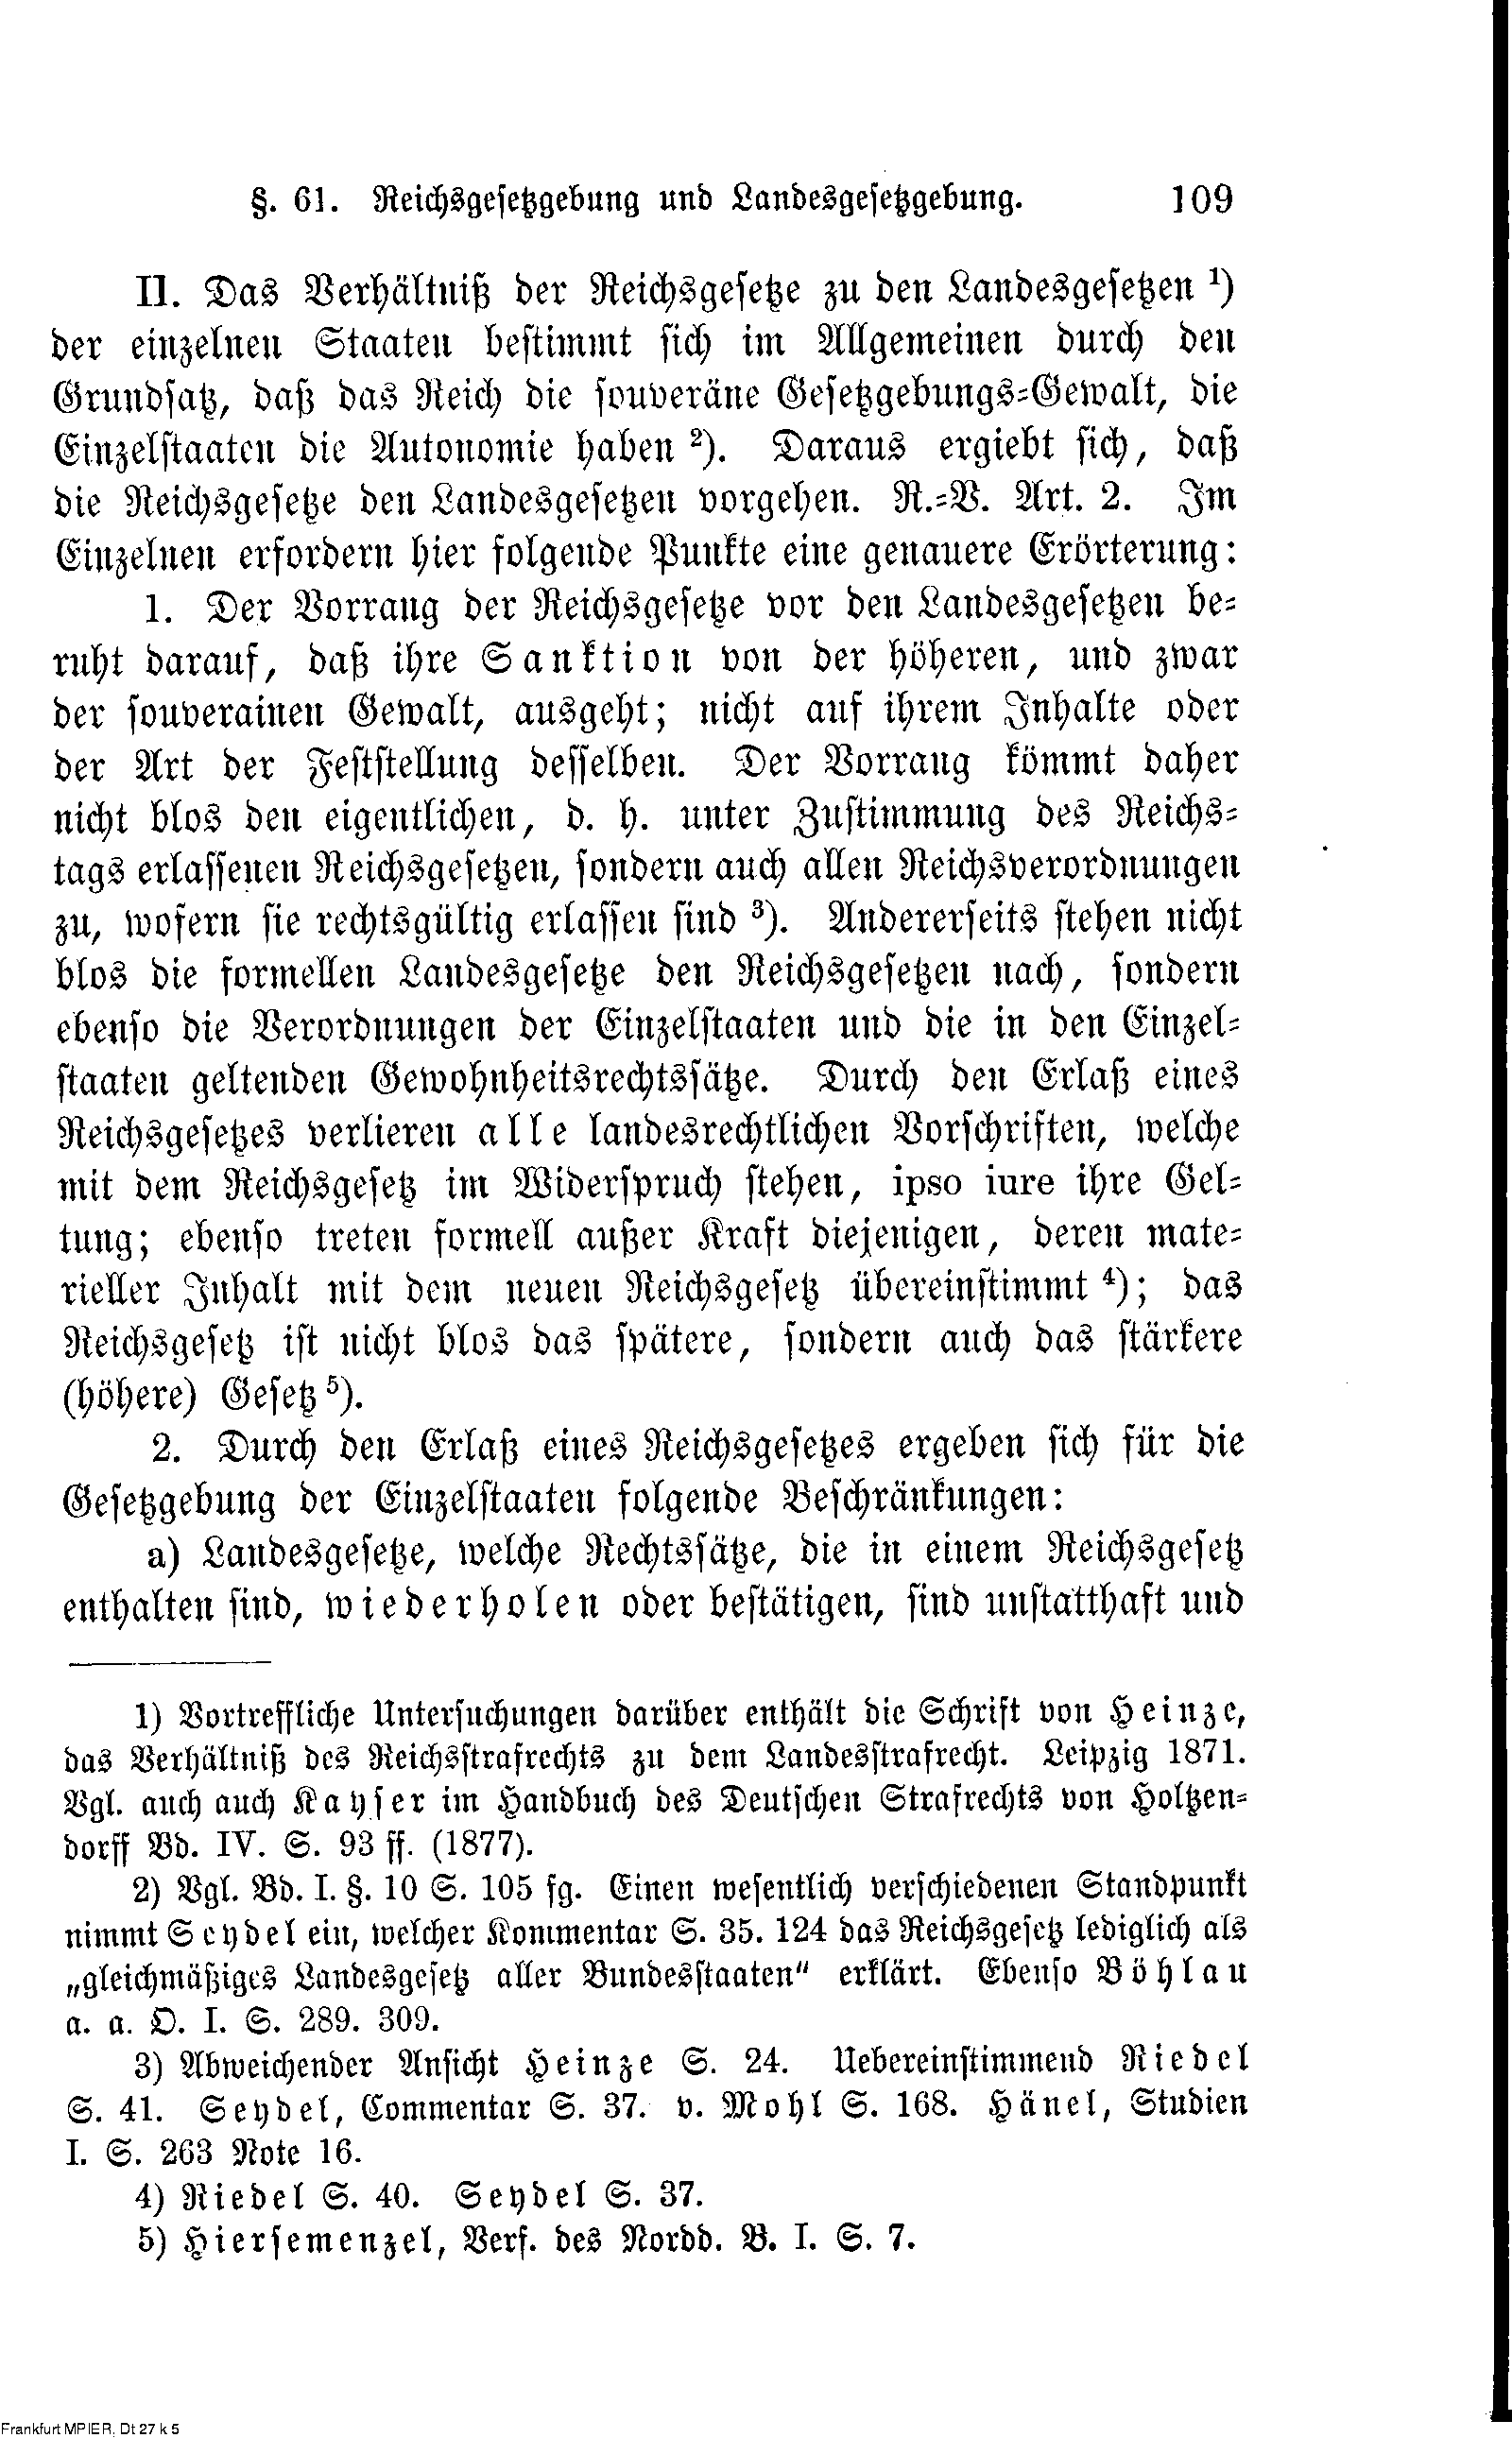 §. 61. Reichsgesetzgebung und Landesgesetzgebung. 109
II. Das Verhältniß der Reichsgesetze zu den Landesgesetzen ¹)
der einzelnen Staaten bestimmt sich im Allgemeinen durch den
Grundsatz, daß das Reich die souveräne Gesetzgebungs-Gewalt, die
Einzelstaaten die Autonomie haben ²). Daraus ergiebt sich, daß
die Reichsgesetze den Landesgesetzen vorgehen. R.-V. Art. 2. Im
Einzelnen erfordern hier folgende Punkte eine genauere Erörterung:
1. Der Vorrang der Reichsgesetze vor den Landesgesetzen be-
ruht darauf, daß ihre Sanktion von der höheren, und zwar
der souverainen Gewalt, ausgeht; nicht auf ihrem Inhalte oder
der Art der Feststellung desselben. Der Vorrang kömmt daher
nicht blos den eigentlichen, d. h. unter Zustimmung des Reichs-
tags erlassenen Reichsgesetzen, sondern auch allen Reichsverordnungen
zu, wofern sie rechtsgültig erlassen sind ³). Andererseits stehen nicht
blos die formellen Landesgesetze den Reichsgesetzen nach, sondern
ebenso die Verordnungen der Einzelstaaten und die in den Einzel-
staaten geltenden Gewohnheitsrechtssätze. Durch den Erlaß eines
Reichsgesetzes verlieren alle landesrechtlichen Vorschriften, welche
mit dem Reichsgesetz im Widerspruch stehen, ipso iure ihre Gel-
tung; ebenso treten formell außer Kraft diejenigen, deren mate-
rieller Inhalt mit dem neuen Reichsgesetz übereinstimmt ⁴); das
Reichsgesetz ist nicht blos das spätere, sondern auch das stärkere
(höhere) Gesetz ⁵).
2. Durch den Erlaß eines Reichsgesetzes ergeben sich für die
Gesetzgebung der Einzelstaaten folgende Beschränkungen:
a) Landesgesetze, welche Rechtssätze, die in einem Reichsgesetz
enthalten sind, wiederholen oder bestätigen, sind unstatthaft und
1) Vortreffliche Untersuchungen darüber enthält die Schrift von Heinze,
das Verhältniß des Reichsstrafrechts zu dem Landesstrafrecht. Leipzig 1871.
Vgl. auch auch Kayser im Handbuch des Deutschen Strafrechts von Holtzen-
dorff Bd. IV. S. 93 ff. (1877).
2) Vgl. Bd. I. §. 10 S. 105 fg. Einen wesentlich verschiedenen Standpunkt
nimmt Seydel ein, welcher Kommentar S. 35. 124 das Reichsgesetz lediglich als
„gleichmäßiges Landesgesetz aller Bundesstaaten“ erklärt. Ebenso Böhlau
a. a. O. I. S. 289. 309.
3) Abweichender Ansicht Heinze S. 24. Uebereinstimmend Riedel
S. 41. Seydel, Commentar S. 37. v. Mohl S. 168. Hänel, Studien
I. S. 263 Note 16.
4) Riedel S. 40. Seydel S. 37.
5) Hiersemenzel, Verf. des Nordd. B. I. S. 7.
Frankfurt MPIER, Dt 27 k 5